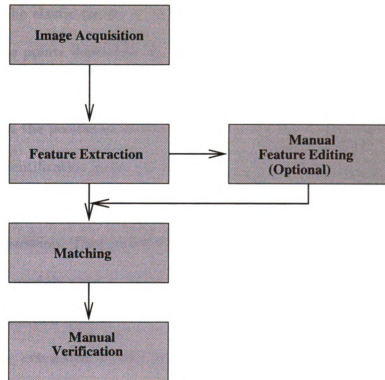 Image Acquisition
Feature Extraction
Manual
Feature Editing
(Optional)
Matching
Manual
Verification